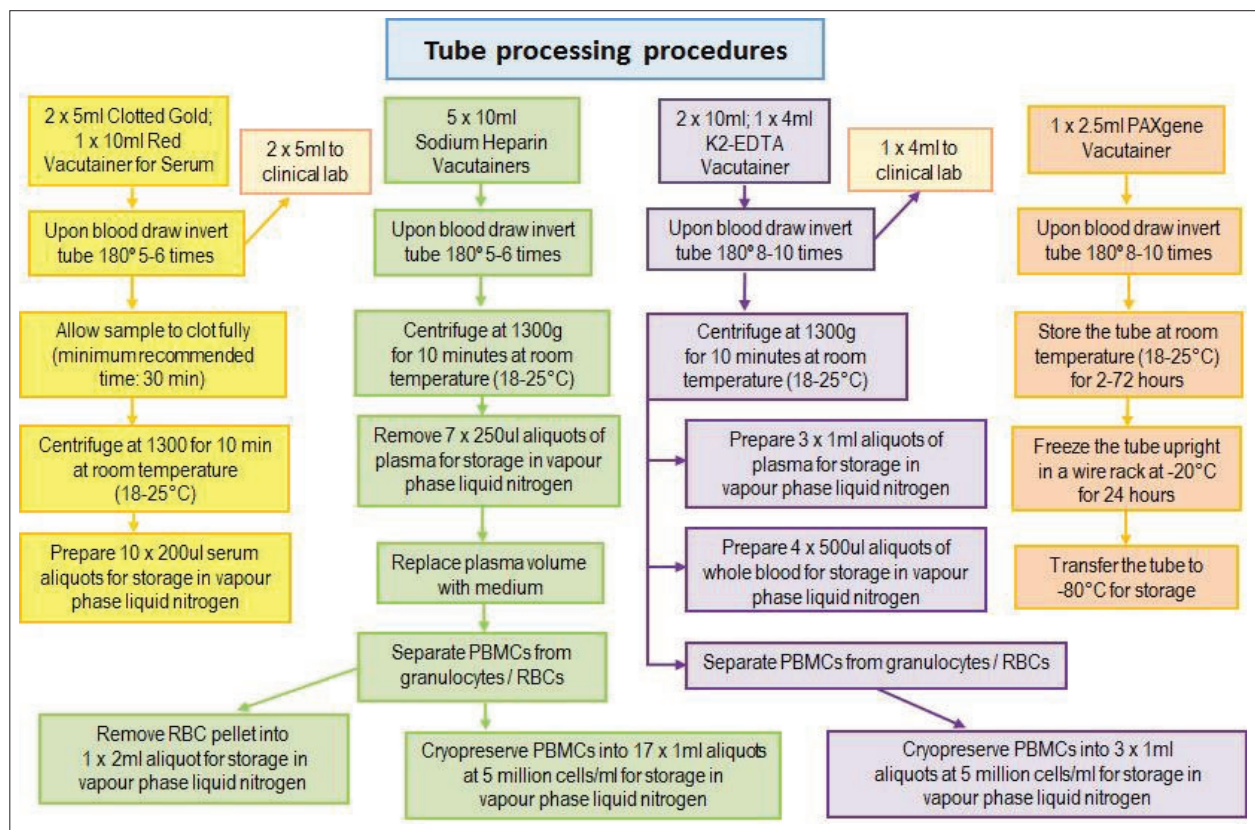 Tube processing procedures
2 x 5ml Clotted Gold;
1 x 10ml Red
Vacutainer for Serum
2 x 5ml to
clinical lab
Upon blood draw invert
tube 180° 5-6 times
Allow sample to clot fully
(minimum recommended
time: 30 min)
Centrifuge at 1300 for 10 min
at room temperature
(18-25°C)
Prepare 10 x 200ul serum
aliquots for storage in vapour
phase liquid nitrogen
5 x 10ml
Sodium Heparin
Vacutainers
Upon blood draw invert
tube 180° 5-6 times
Centrifuge at 1300g
for 10 minutes at room
temperature (18-25°C)
Remove 7 x 250ul aliquots of
plasma for storage in vapour
phase liquid nitrogen
Replace plasma volume
with medium
Separate PBMCs from
granulocytes / RBCs
Remove RBC pellet into
1 x 2ml aliquot for storage in
vapour phase liquid nitrogen
Cryopreserve PBMCs into 17 x 1ml aliquots
at 5 million cells/ml for storage in
vapour phase liquid nitrogen
2 x 10ml; 1 x 4ml
K2-EDTA
Vacutainer
1 x 4ml to
clinical lab
Upon blood draw invert
tube 180° 8-10 times
Centrifuge at 1300g
for 10 minutes at room
temperature (18-25°C)
Prepare 3 x 1ml aliquots of
plasma for storage in
vapour phase liquid nitrogen
Prepare 4 x 500ul aliquots of
whole blood for storage in vapour
phase liquid nitrogen
Separate PBMCs from granulocytes / RBCs
Cryopreserve PBMCs into 3 x 1ml
aliquots at 5 million cells/ml for storage in
vapour phase liquid nitrogen
1 x 2.5ml PAXgene
Vacutainer
Upon blood draw invert
tube 180° 8-10 times
Store the tube at room
temperature (18-25°C)
for 2-72 hours
Freeze the tube upright
in a wire rack at -20°C
for 24 hours
Transfer the tube to
-80°C for storage